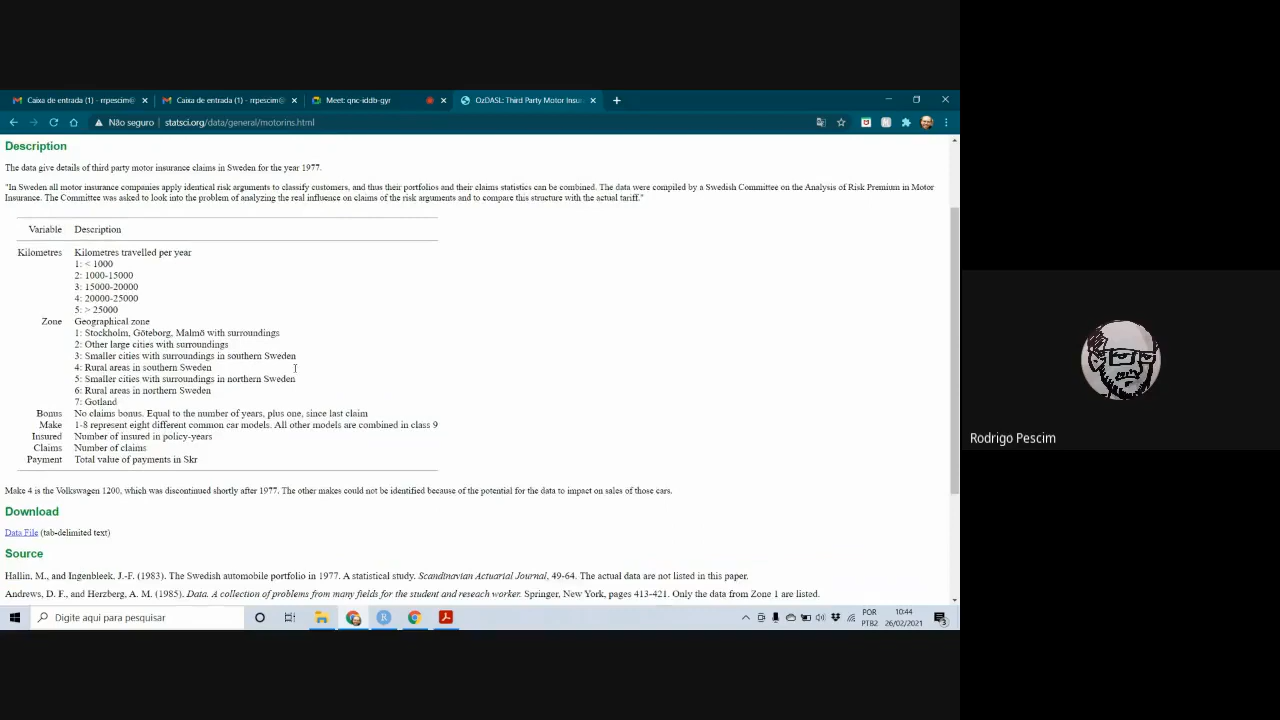 Caixa de entrada (1) - rrpescim@
Caixa de entrada (1) - rrpescim@
Meet: qnc-iddb-gyr
OzDASL: Third Party Motor Insu
Não seguro | statsci.org/data/general/motorins.html
Description
The data give details of third party motor insurance claims in Sweden for the year 1977.
"In Sweden all motor insurance companies apply identical risk arguments to classify customers, and thus their portfolios and their claims statistics can be combined. The data were compiled by a Swedish Committee on the Analysis of Risk Premium in Motor
Insurance. The Committee was asked to look into the problem of analyzing the real influence on claims of the risk arguments and to compare this structure with the actual tariff."
Variable Description
Kilometres Kilometres travelled per year
1: < 1000
2: 1000-15000
3: 15000-20000
4: 20000-25000
5: > 25000
Zone Geographical zone
1: Stockholm, Göteborg, Malmö with surroundings
2: Other large cities with surroundings
3: Smaller cities with surroundings in southern Sweden
4: Rural areas in southern Sweden
5: Smaller cities with surroundings in northern Sweden
6: Rural areas in northern Sweden
7: Gotland
Bonus No claims bonus. Equal to the number of years, plus one, since last claim
Make 1-8 represent eight different common car models. All other models are combined in class 9
Insured Number of insured in policy-years
Claims Number of claims
Payment Total value of payments in Skr
Make 4 is the Volkswagen 1200, which was discontinued shortly after 1977. The other makes could not be identified because of the potential for the data to impact on sales of those cars.
Download
Data File (tab-delimited text)
Source
Hallin, M., and Ingenbleek, J.-F. (1983). The Swedish automobile portfolio in 1977. A statistical study. Scandinavian Actuarial Journal, 49-64. The actual data are not listed in this paper.
Andrews, D. F., and Herzberg, A. M. (1985). Data. A collection of problems from many fields for the student and reseach worker. Springer, New York, pages 413-421. Only the data from Zone 1 are listed.
Digite aqui para pesquisar
R
POR
PTB2
10:44
26/02/2021
3
Rodrigo Pescim